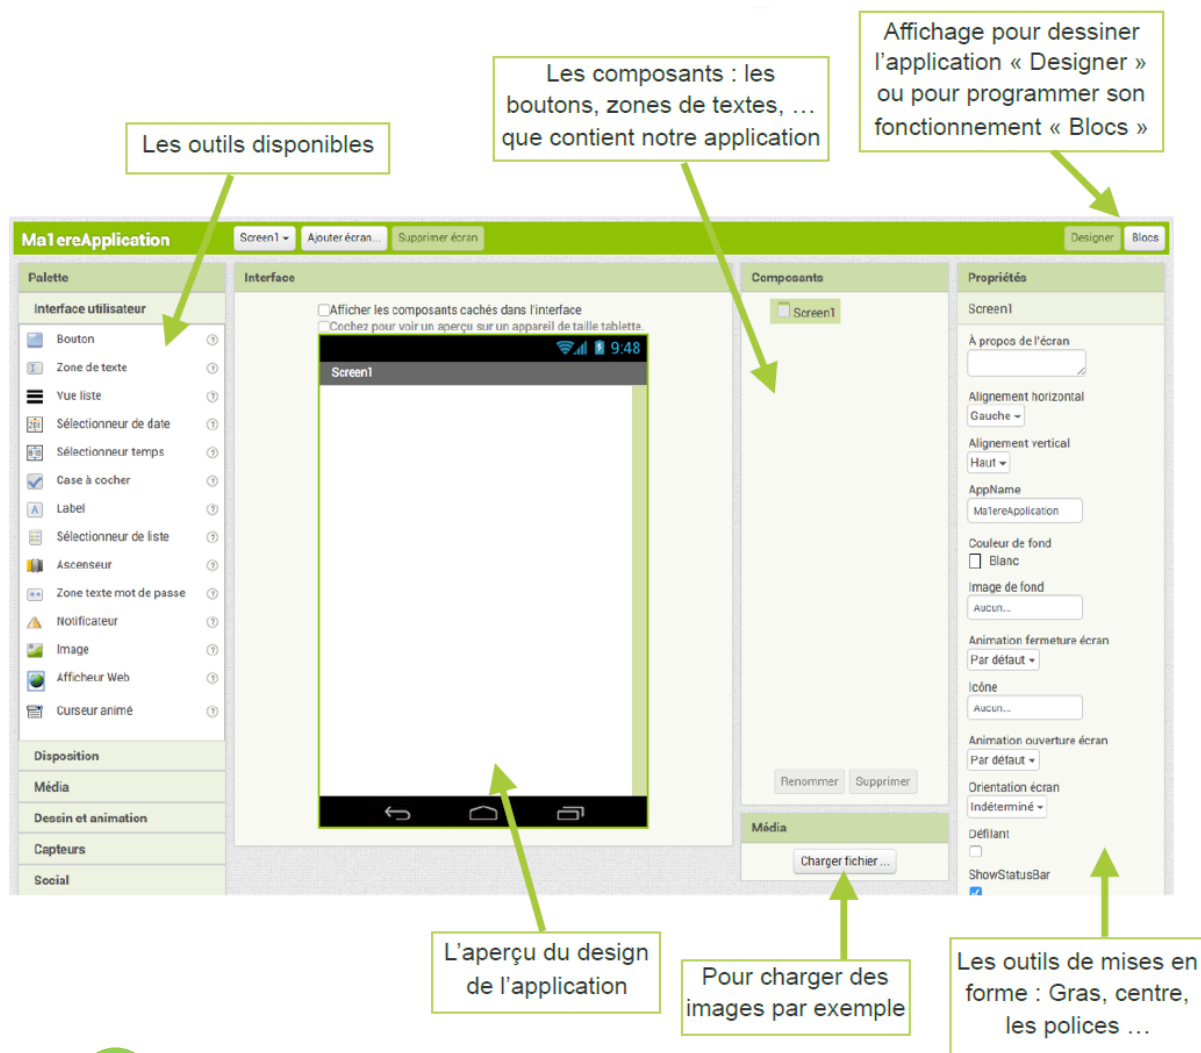 Affichage pour dessiner
l'application « Designer »
ou pour programmer son
fonctionnement « Blocs »
Les composants : les
boutons, zones de textes, …
que contient notre application
Les outils disponibles
Ma1ereApplication
Screen1
Ajouter écran...
Supprimer écran
Designer
Blocs
Palette
Interface utilisateur
Bouton
Zone de texte
Vue liste
Sélectionneur de date
Sélectionneur temps
Case à cocher
Label
Sélectionneur de liste
Ascenseur
Zone texte mot de passe
Notificateur
Image
Afficheur Web
Curseur animé
Disposition
Média
Dessin et animation
Capteurs
Social
Interface
Afficher les composants cachés dans l'interface
Cochez pour voir un aperçu sur un appareil de taille tablette.
9:48
Screen1
Composants
Screen1
Renommer
Supprimer
Média
Charger fichier ...
Propriétés
Screen1
À propos de l'écran
Alignement horizontal
Gauche
Alignement vertical
Haut
AppName
Ma1ereApplication
Couleur de fond
Blanc
Image de fond
Aucun...
Animation fermeture écran
Par défaut
Icône
Aucun...
Animation ouverture écran
Par défaut
Orientation écran
Indéterminé
Défilant
ShowStatusBar
L'aperçu du design
de l'application
Pour charger des
images par exemple
Les outils de mises en
forme : Gras, centre,
les polices …